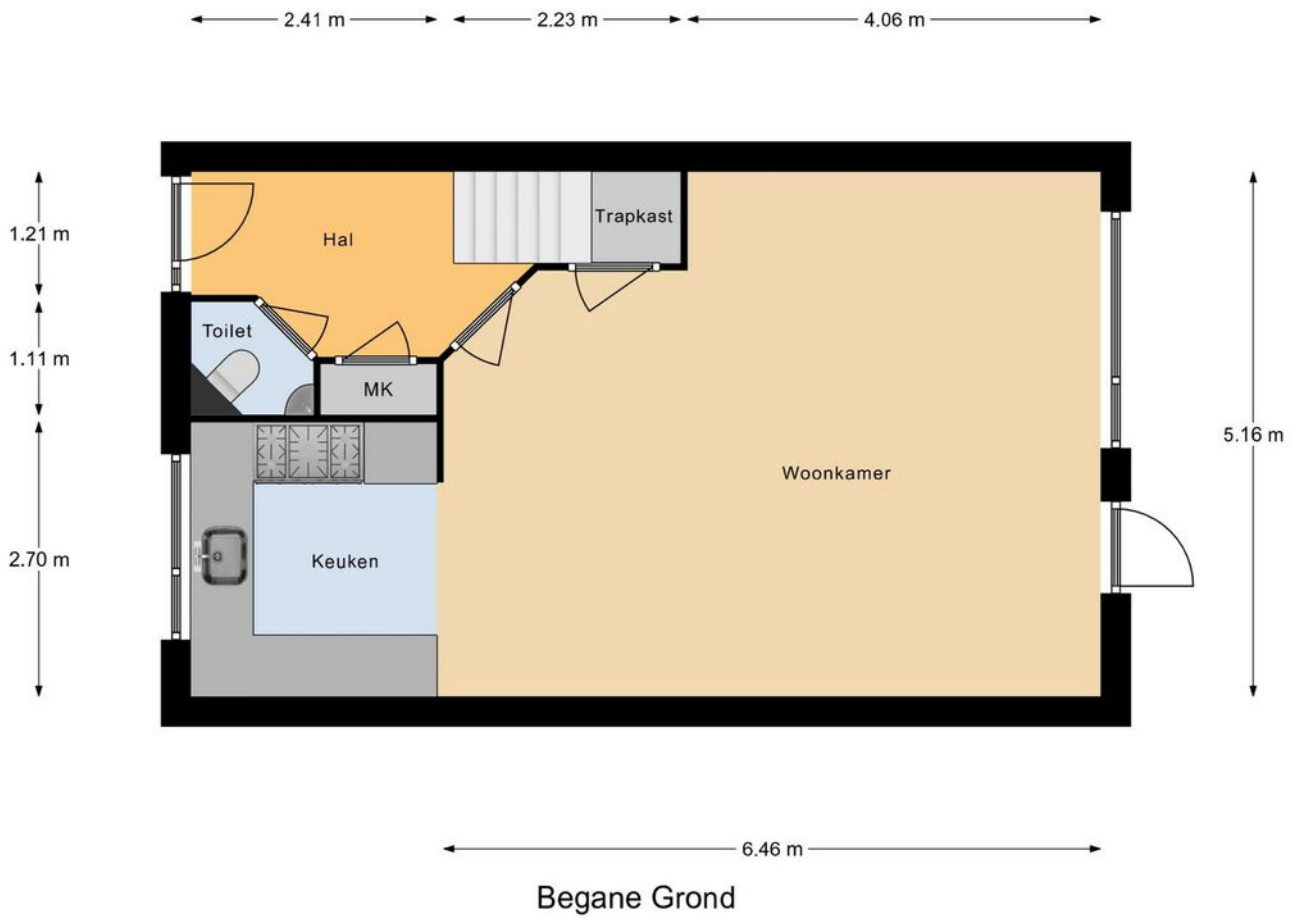 2.41 m
2.23 m
4.06 m
1.21 m
Trapkast
Hal
Toilet
1.11 m
MK
5.16 m
Woonkamer
2.70 m
Keuken
6.46 m
Begane Grond